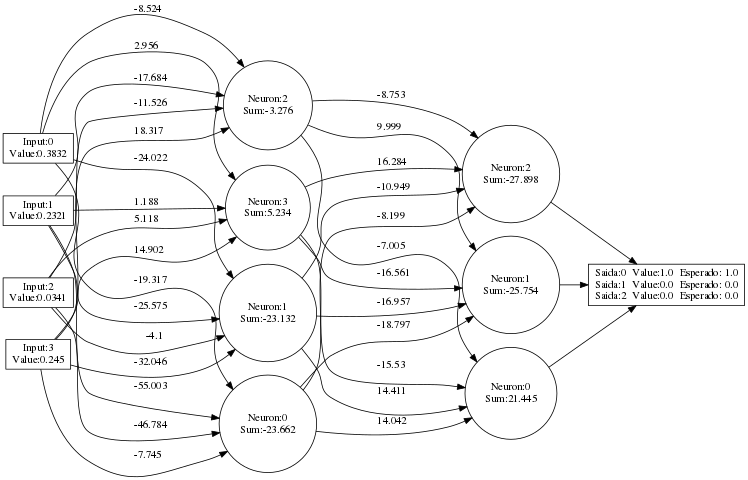 -8.524
2.956
-17.684
-11.526
18.317
-24.022
1.188
5.118
14.902
-19.317
-25.575
-4.1
-32.046
-55.003
-46.784
-7.745
Input:0
Value:0.3832
Input:1
Value:0.2321
Input:2
Value:0.0341
Input:3
Value:0.245
Neuron:2
Sum:-3.276
Neuron:3
Sum:5.234
Neuron:1
Sum:-23.132
Neuron:0
Sum:-23.662
-8.753
9.999
16.284
-10.949
-8.199
-7.005
-16.561
-16.957
-18.797
-15.53
14.411
14.042
Neuron:2
Sum:-27.898
Neuron:1
Sum:-25.754
Neuron:0
Sum:21.445
Saida:0 Value:1.0 Esperado: 1.0
Saida:1 Value:0.0 Esperado: 0.0
Saida:2 Value:0.0 Esperado: 0.0